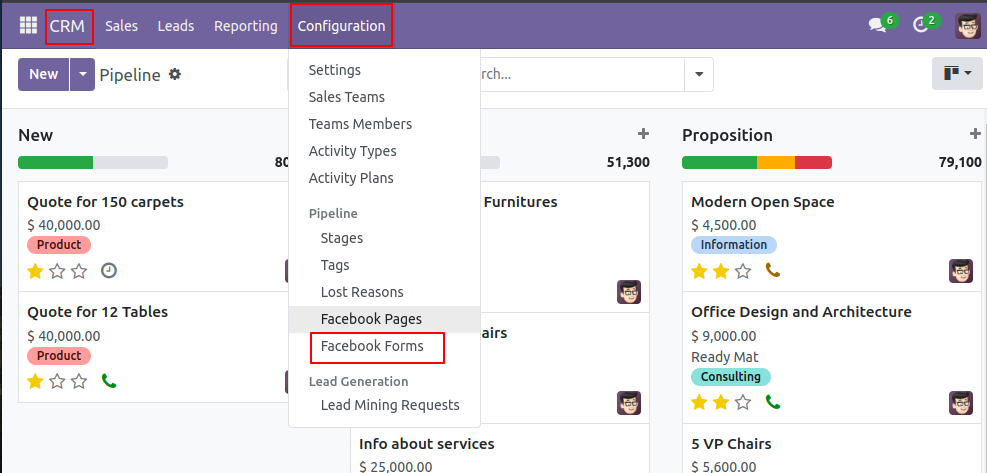 CRM Sales Leads Reporting Configuration 6 2
New Pipeline rch...
Settings
Sales Teams
Teams Members
Activity Types
Activity Plans
Pipeline
Stages
Tags
Lost Reasons
Facebook Pages
Facebook Forms
Lead Generation
Lead Mining Requests
New
80
Quote for 150 carpets
$ 40,000.00
Product
Quote for 12 Tables
$ 40,000.00
Product
51,300
Furnitures
airs
Info about services
$ 25,000.00
Proposition
79,100
Modern Open Space
$ 4,500.00
Information
Office Design and Architecture
$ 9,000.00
Ready Mat
Consulting
5 VP Chairs
$ 5,600.00